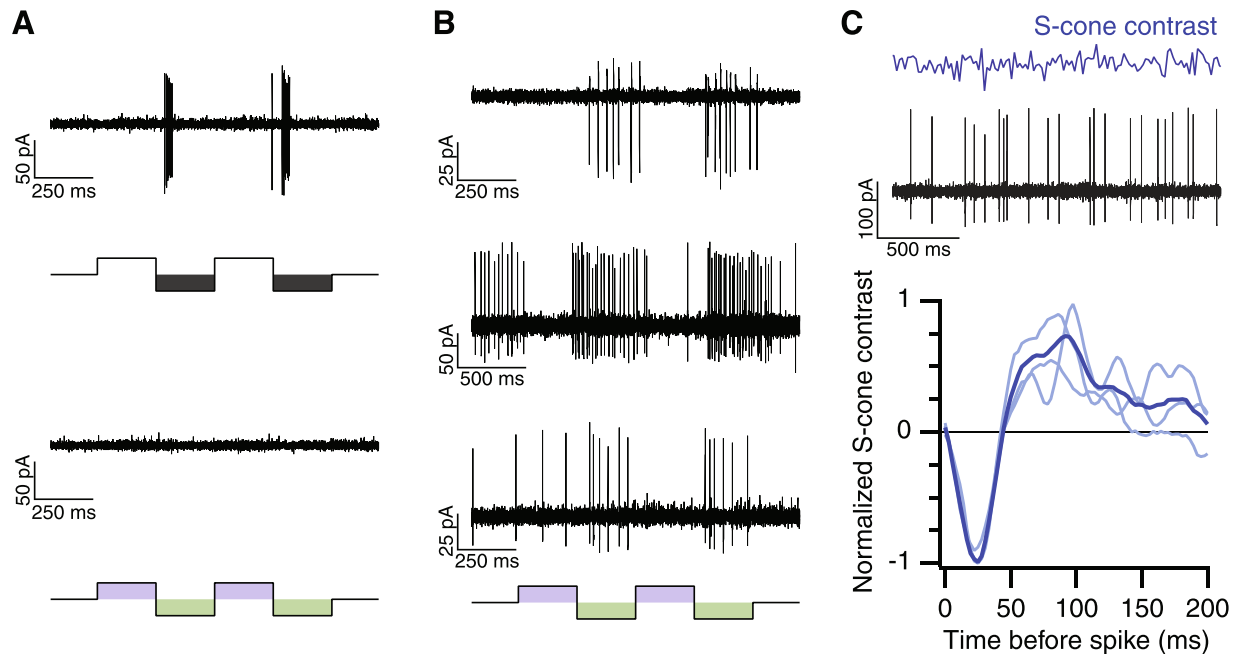 A
50 pA
250 ms
50 pA
250 ms
B
25 pA
250 ms
50 pA
500 ms
25 pA
250 ms
C
S-cone contrast
100 pA
500 ms
Normalized S-cone contrast
1
0
-1
0 50 100 150 200
Time before spike (ms)